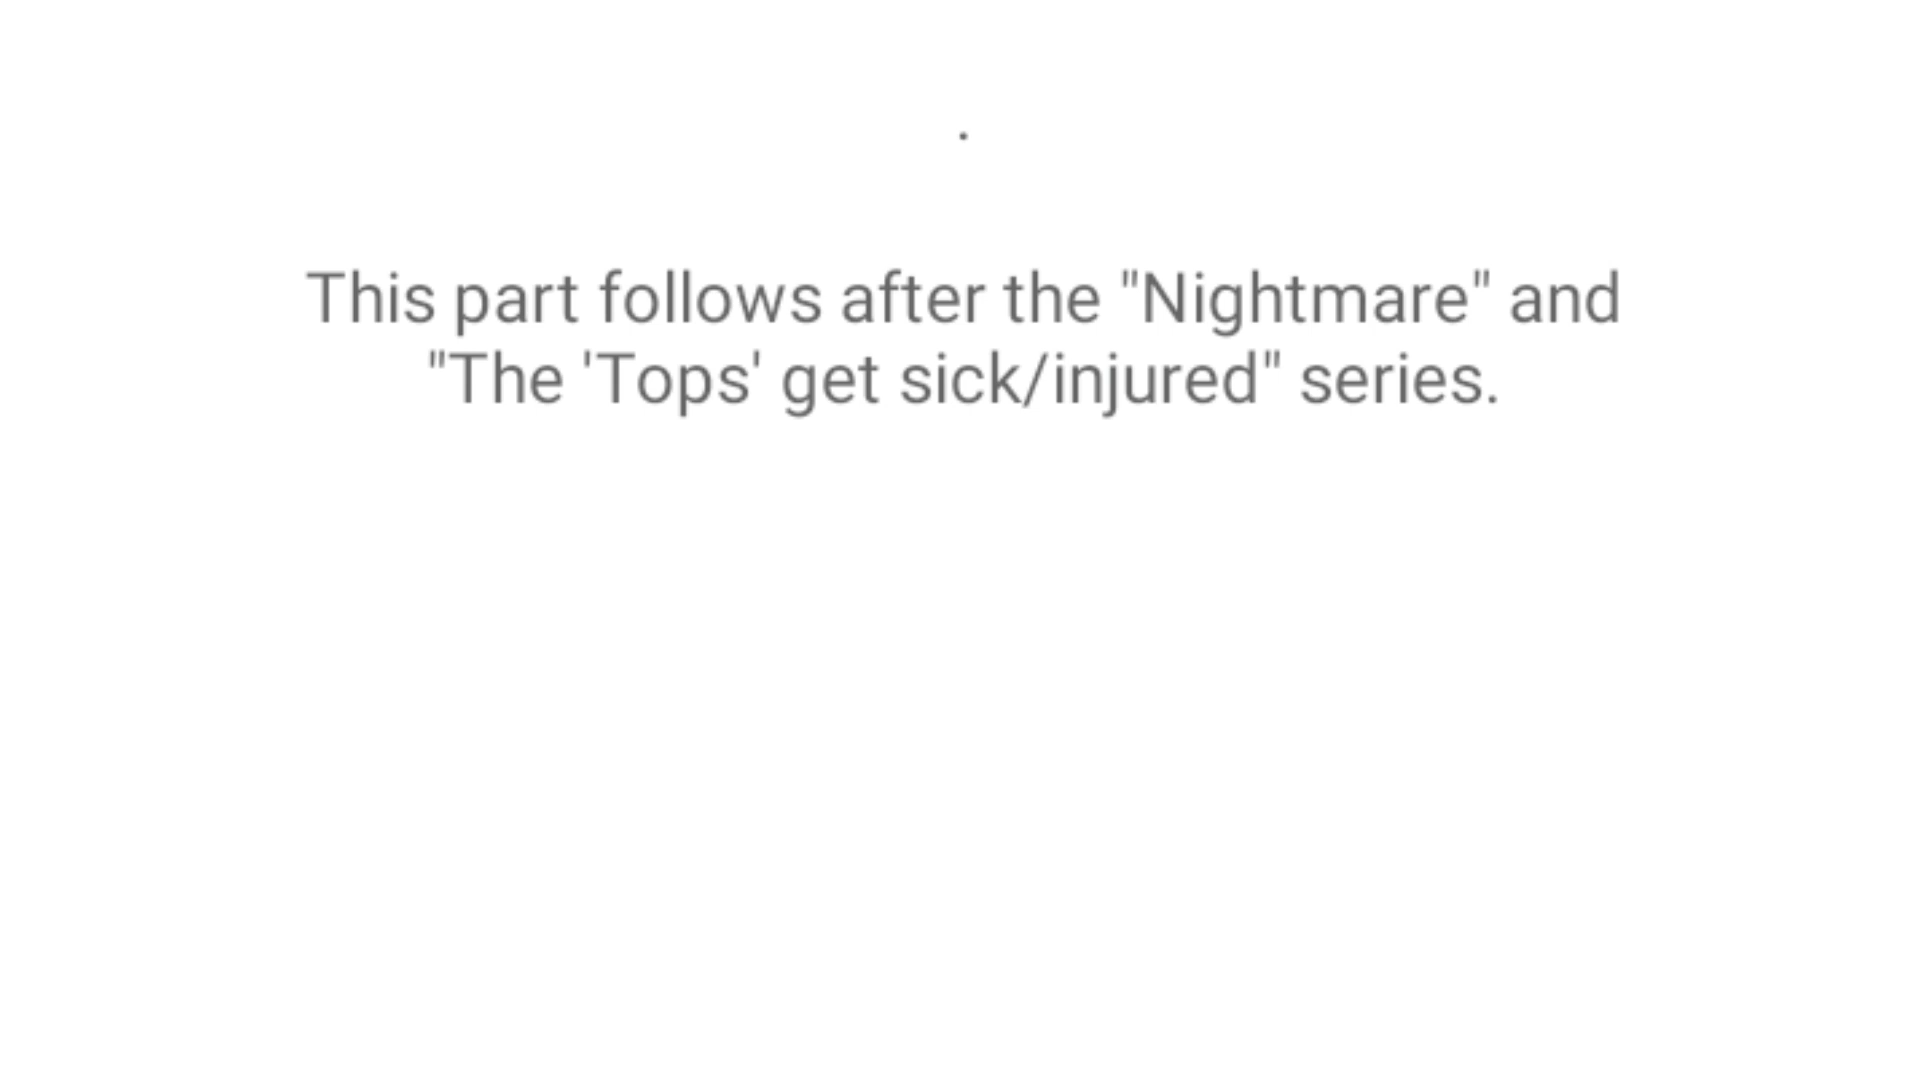 .
This part follows after the "Nightmare" and
"The 'Tops' get sick/injured" series.